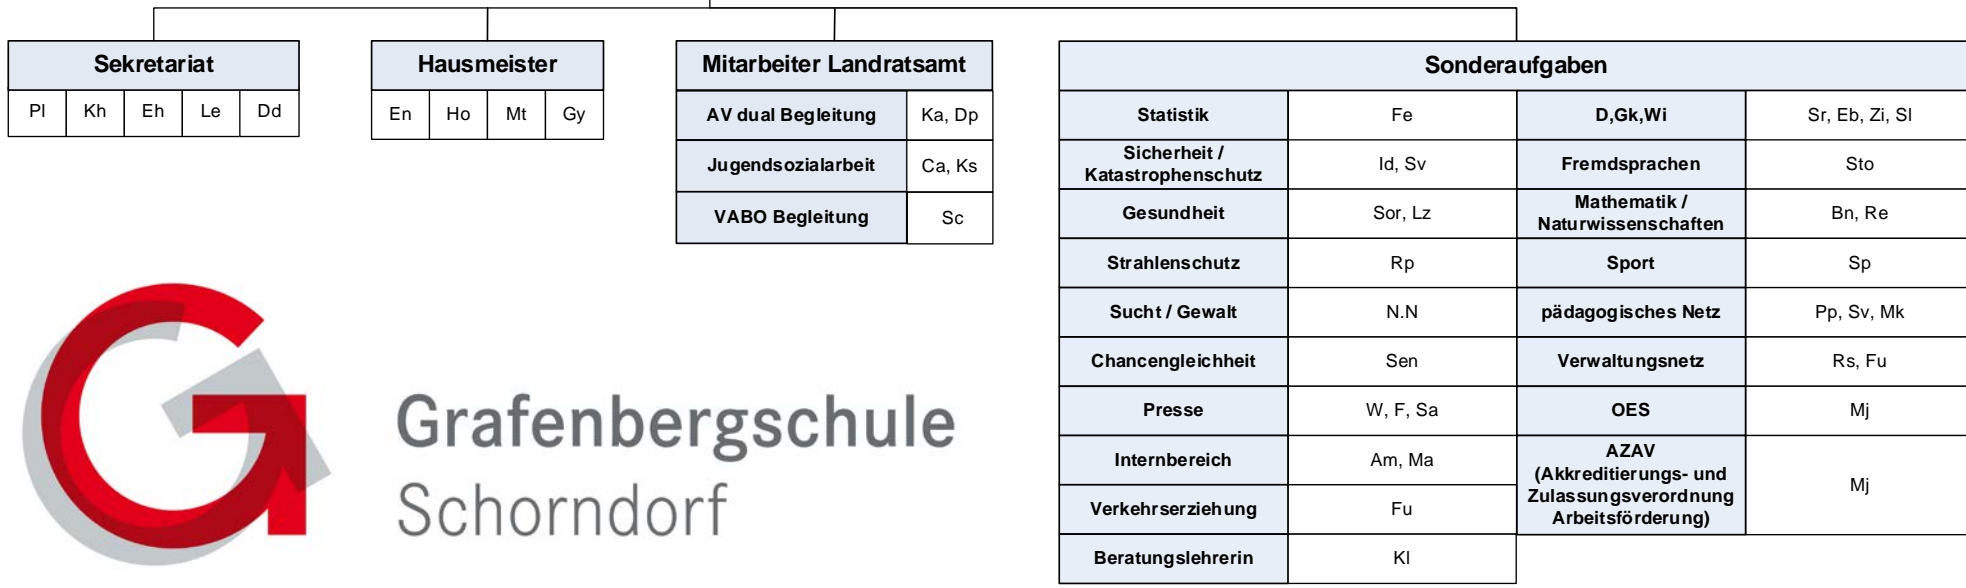 Sekretariat
Pl Kh Eh Le Dd
Hausmeister
En Ho Mt Gy
Mitarbeiter Landratsamt
AV dual Begleitung Ka, Dp
Jugendsozialarbeit Ca, Ks
VABO Begleitung Sc
Sonderaufgaben
Statistik Fe
Sicherheit /
Katastrophenschutz Id, Sv
Gesundheit Sor, Lz
Strahlenschutz Rp
Sucht / Gewalt N.N
Chancengleichheit Sen
Presse W, F, Sa
Internbereich Am, Ma
Verkehrserziehung Fu
Beratungslehrerin Kl
D,Gk,Wi Sr, Eb, Zi, Sl
Fremdsprachen Sto
Mathematik /
Naturwissenschaften Bn, Re
Sport Sp
pädagogisches Netz Pp, Sv, Mk
Verwaltungsnetz Rs, Fu
OES Mj
AZAV
(Akkreditierungs- und
Zulassungsverordnung
Arbeitsförderung) Mj
Grafenbergschule
Schorndorf